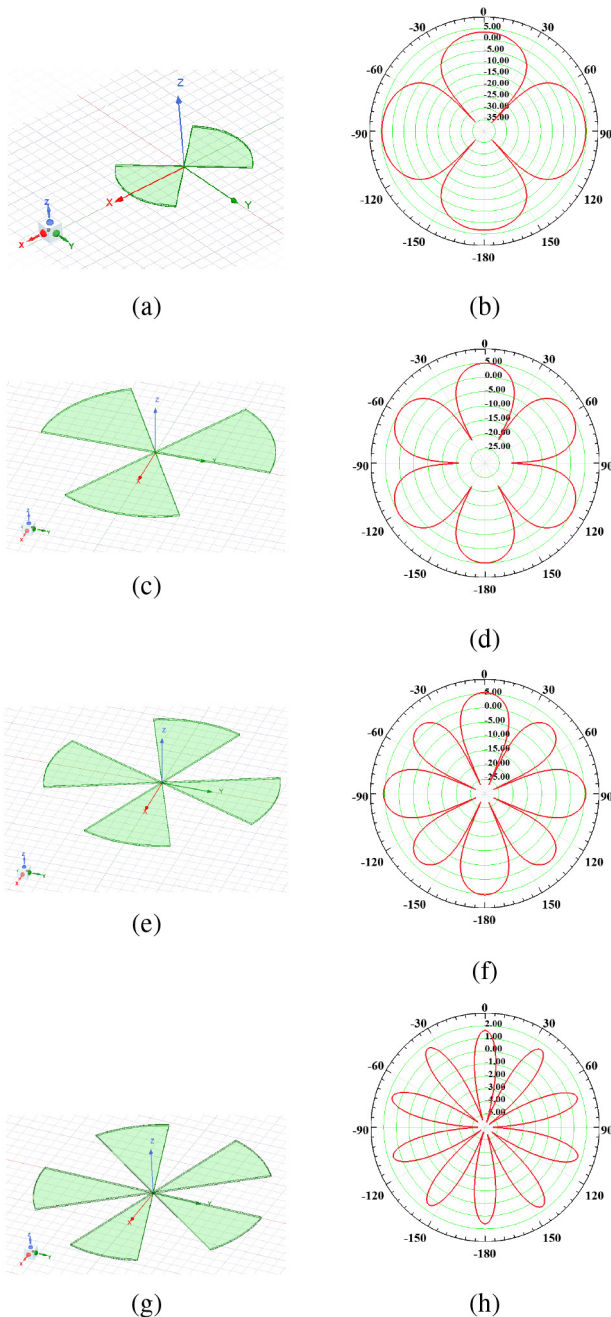 Z
X
Y
Z
X
Y
(a)
0
-30
30
-60
60
-90
90
-120
120
-150
150
-180
5.00
0.00
-5.00
-10.00
-15.00
-20.00
-25.00
-30.00
-35.00
(b)
Z
Y
X
Z
Y
X
(c)
0
-30
30
-60
60
-90
90
-120
120
-150
150
-180
5.00
0.00
-5.00
-10.00
-15.00
-20.00
-25.00
(d)
Z
Y
X
Z
Y
X
(e)
0
-30
30
-60
60
-90
90
-120
120
-150
150
-180
5.00
0.00
-5.00
-10.00
-15.00
-20.00
-25.00
(f)
Z
Y
X
Z
Y
X
(g)
0
-30
30
-60
60
-90
90
-120
120
-150
150
-180
2.00
1.00
0.00
-1.00
-2.00
-3.00
-4.00
-5.00
(h)